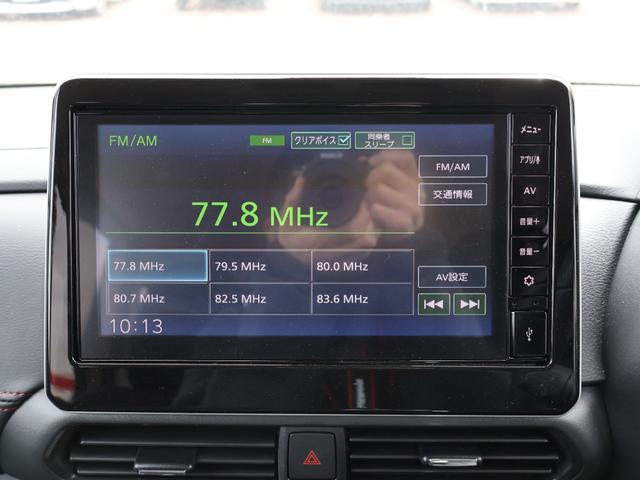 FM/AM
FM
クリアボイス
同乗者
スリープ
FM/AM
交通情報
77.8 MHz
77.8 MHz
79.5 MHz
80.0 MHz
80.7 MHz
82.5 MHz
83.6 MHz
AV設定
10:13
メニュー
アプリ/
AV
音量+
音量−